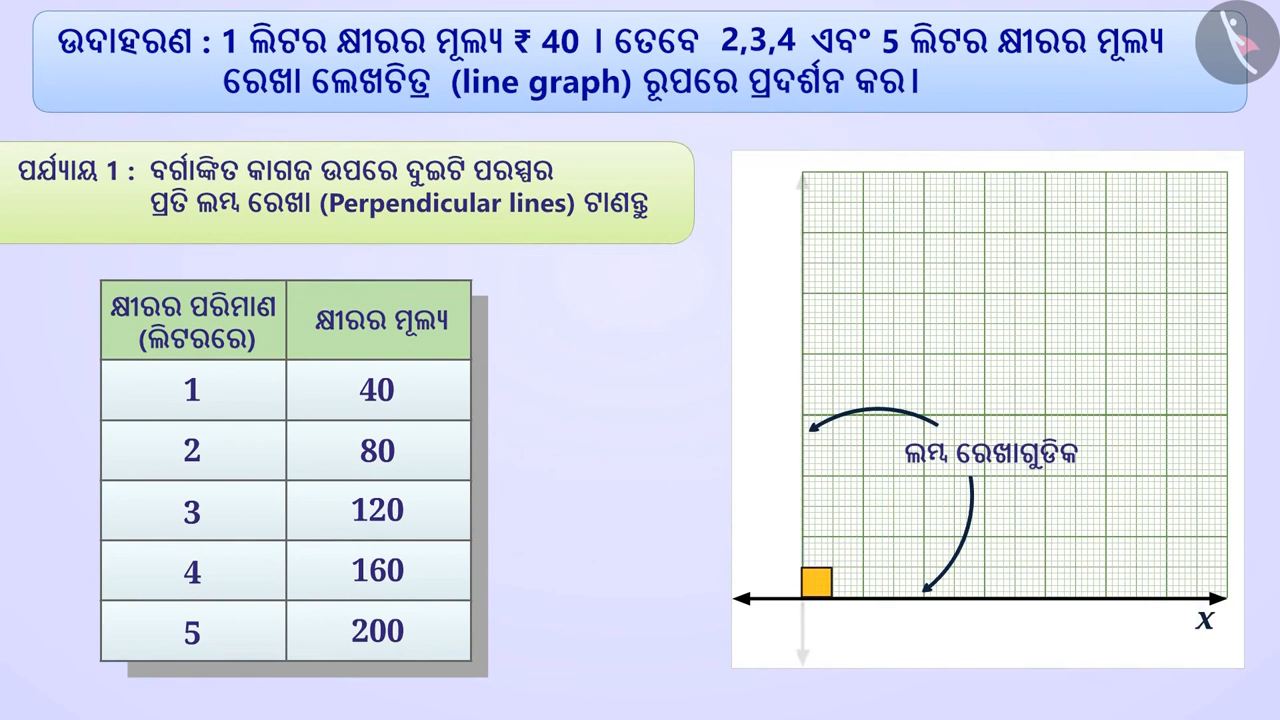 ଉଦାହରଣ : 1 ଲିଟର କ୍ଷୀରର ମୂଲ୍ୟ ₹ 40 । ତେବେ 2,3,4 ଏବଂ 5 ଲିଟର କ୍ଷୀରର ମୂଲ୍ୟ
ରେଖା ଲେଖଚିତ୍ର (line graph) ରୂପରେ ପ୍ରଦର୍ଶନ କର।
ପର୍ଯ୍ୟାୟ 1 : ବର୍ଗାଙ୍କିତ କାଗଜ ଉପରେ ଦୁଇଟି ପରସ୍ପର
ପ୍ରତି ଲମ୍ବ ରେଖା (Perpendicular lines) ଟାଣନ୍ତୁ
କ୍ଷୀରର ପରିମାଣ (ଲିଟରରେ) କ୍ଷୀରର ମୂଲ୍ୟ
1 40
2 80
3 120
4 160
5 200
ଲମ୍ବ ରେଖାଗୁଡିକ
x